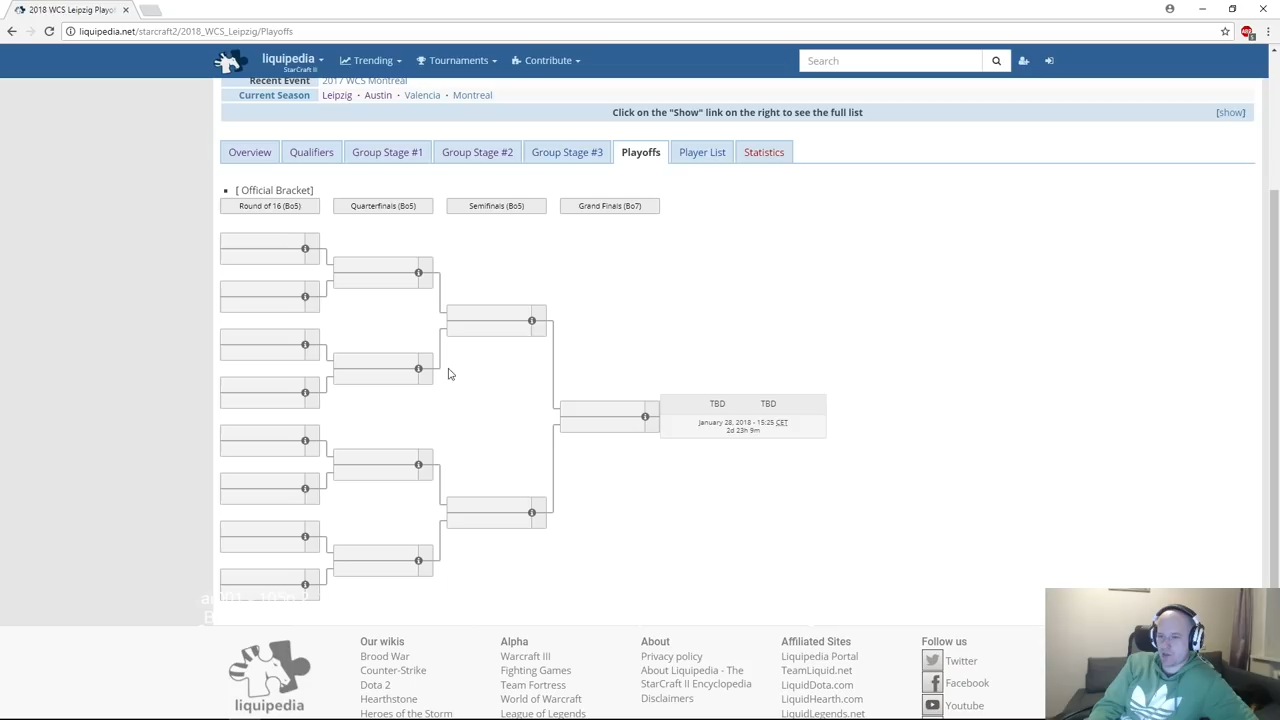 2018 WCS Leipzig Playof
liquipedia.net/starcraft2/2018_WCS_Leipzig/Playoffs
liquipedia StarCraft II Trending Tournaments Contribute Search
Recent Event 2017 WCS Montreal
Current Season Leipzig • Austin • Valencia • Montreal
Click on the "Show" link on the right to see the full list [show]
Overview Qualifiers Group Stage #1 Group Stage #2 Group Stage #3 Playoffs Player List Statistics
[ Official Bracket]
Round of 16 (Bo5) Quarterfinals (Bo5) Semifinals (Bo5) Grand Finals (Bo7)
TBD TBD
January 28, 2018 - 15:25 CET
2d 23h 9m
Our wikis Alpha About Affiliated Sites Follow us
Brood War Warcraft III Privacy policy Liquipedia Portal Twitter
Counter-Strike Fighting Games About Liquipedia - The TeamLiquid.net
Dota 2 Team Fortress StarCraft II Encyclopedia LiquidDota.com Facebook
Hearthstone World of Warcraft Disclaimers LiquidHearth.com
Heroes of the Storm League of Legends LiquidLegends.net Youtube
liquipedia